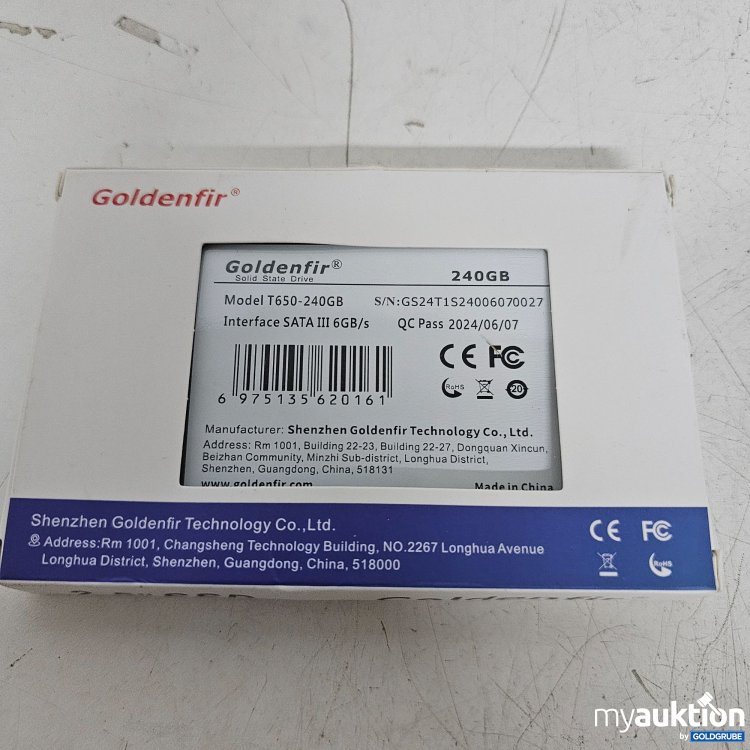 Goldenfir®
Goldenfir®
Solid State Drive
240GB
Model T650-240GB
S/N:GS24T1S24006070027
Interface SATA III 6GB/s
QC Pass 2024/06/07
CE FC
RoHS
20
6 975135 620161
Manufacturer: Shenzhen Goldenfir Technology Co., Ltd.
Address: Rm 1001, Building 22-23, Building 22-27, Dongquan Xincun,
Beizhan Community, Minzhi Sub-district, Longhua District,
Shenzhen, Guangdong, China, 518131
www.goldenfir.com
Made in China
Shenzhen Goldenfir Technology Co.,Ltd.
Address:Rm 1001, Changsheng Technology Building, NO.2267 Longhua Avenue
Longhua District, Shenzhen, Guangdong, China, 518000
CE FC
RoHS
Goldenfir
myauktion
by GOLDGRUBE